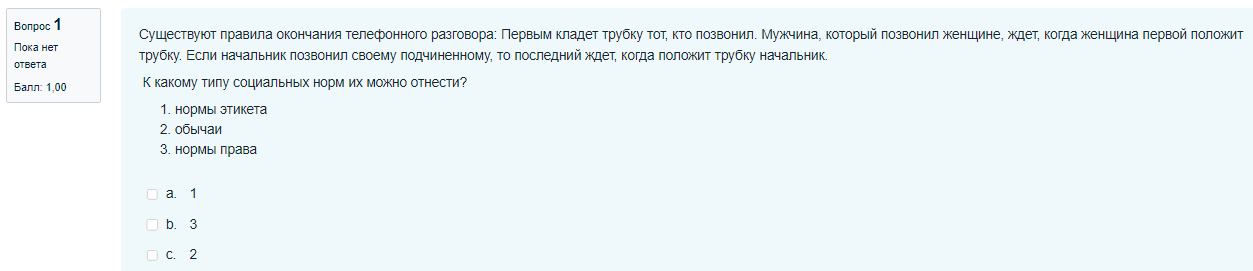 Вопрос 1
Пока нет
ответа
Балл: 1,00
Существуют правила окончания телефонного разговора: Первым кладет трубку тот, кто позвонил. Мужчина, который позвонил женщине, ждет, когда женщина первой положит
трубку. Если начальник позвонил своему подчиненному, то последний ждет, когда положит трубку начальник.
К какому типу социальных норм их можно отнести?
1. нормы этикета
2. обычаи
3. нормы права
a. 1
b. 3
c. 2